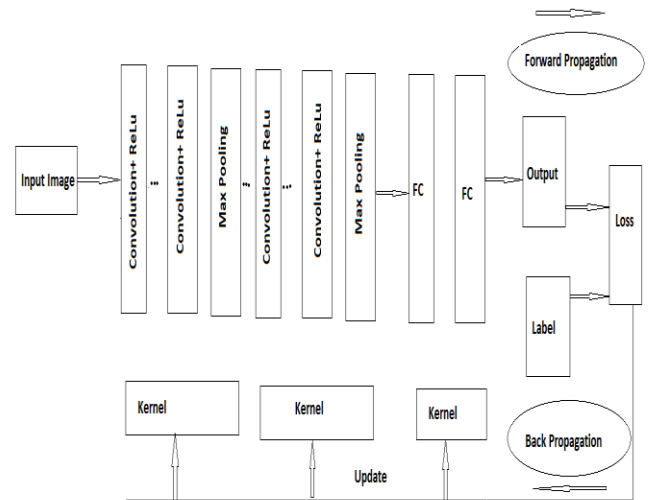 Forward Propagation
Input Image
Convolution+ ReLu
Convolution+ ReLu
Max Pooling
Convolution+ ReLu
Convolution+ ReLu
Max Pooling
FC
FC
Output
Loss
Label
Kernel
Kernel
Kernel
Back Propagation
Update